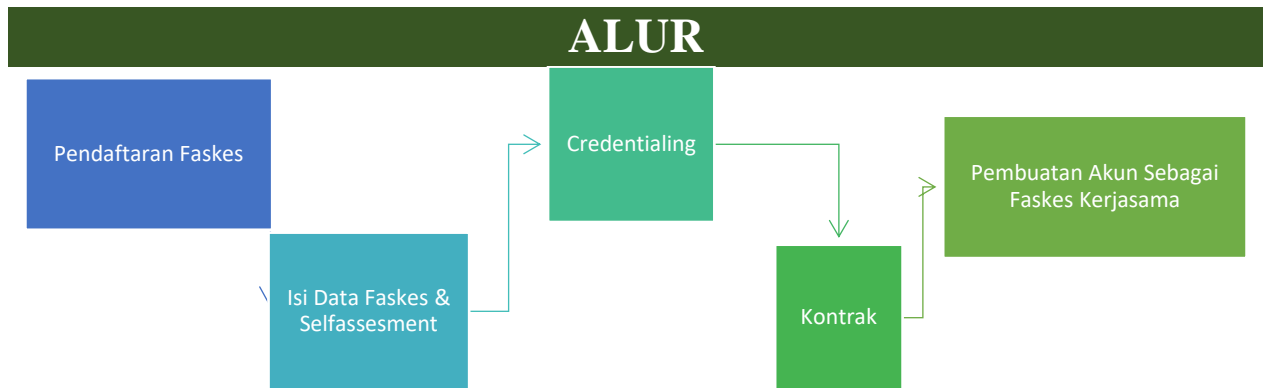 ALUR
Pendaftaran Faskes
Isi Data Faskes &
Selfassesment
Credentialing
Kontrak
Pembuatan Akun Sebagai
Faskes Kerjasama